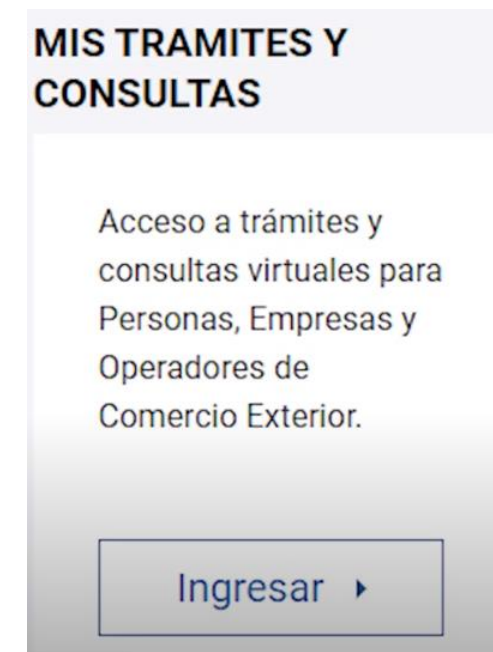 MIS TRAMITES Y
CONSULTAS
Acceso a trámites y
consultas virtuales para
Personas, Empresas y
Operadores de
Comercio Exterior.
Ingresar